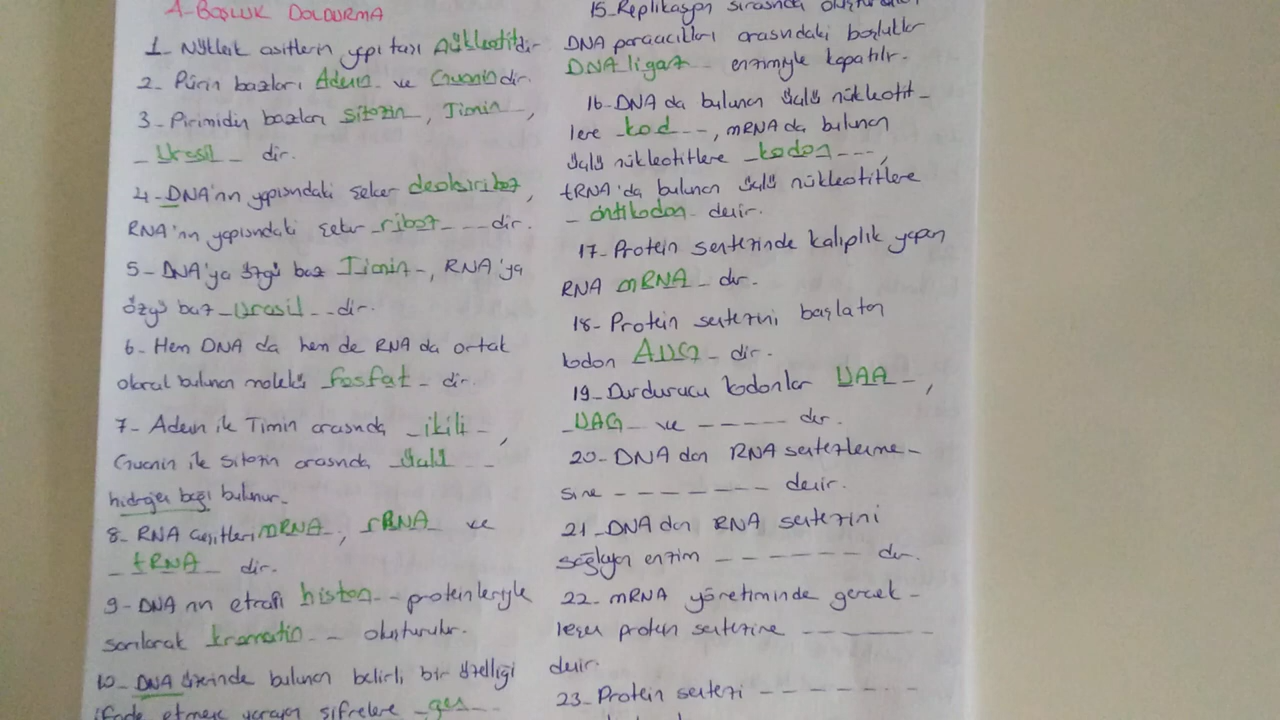 A-BOŞLUK DOLDURMA
1- Nükleik asitlerin yapı taşı Nükleotitdir
2- Pürin bazları Adenin ve Guanindir.
3- Pirimidin bazları Sitozin, Timin,
Urasil dir.
4- DNA'nın yapısındaki şeker deoksiriboz,
RNA'nın yapısındaki şeker riboz dir.
5- DNA'ya özgü baz Timin, RNA'ya
özgü baz Urasil dir.
6- Hem DNA da hem de RNA da ortak
olarak bulunan molekül fosfat dir.
7- Adenin ile Timin arasında ikili,
Guanin ile Sitozin arasında üçlü
hidrojen bağı bulunur.
8- RNA çeşitleri mRNA, rRNA ve
tRNA dir.
9- DNA nın etrafı histon proteinleriyle
sarılarak kromatin oluşturulur.
10- DNA üzerinde bulunan belirli bir özelliği
ifade etmeye yarayan şifrelere gen
15- Replikasyon sırasında
DNA parçacıkları arasındaki boşluklar
DNA ligaz enzimiyle kapatılır.
16- DNA da bulunan üçlü nükleotit-
lere kod, mRNA da bulunan
üçlü nükleotitlere kodon,
tRNA'da bulunan üçlü nükleotitlere
antikodon denir.
17- Protein sentezinde kalıplık yapan
RNA mRNA dır.
18- Protein sentezini başlatan
kodon AUG dir.
19- Durdurucu kodonlar UAA,
UAG ve ----- dır.
20- DNA dan RNA sentezlenme-
sine ------- denir.
21- DNA dan RNA sentezini
sağlayan enzim ------ dır.
22- mRNA yönetiminde gerçek-
leşen protein sentezine -------
denir.
23- Protein sentezi -------